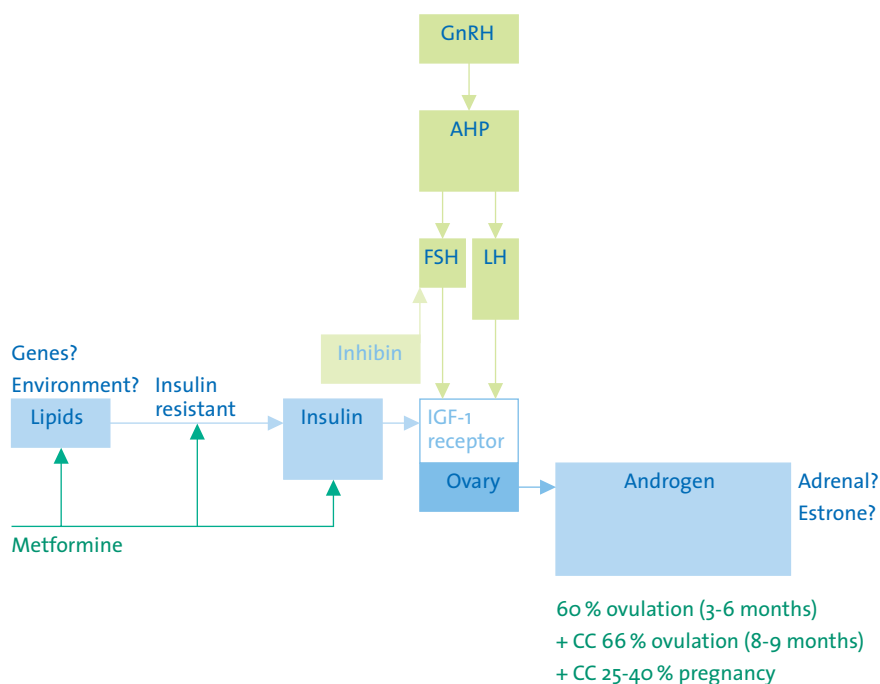 GnRH
AHP
FSH
LH
Inhibin
Genes?
Environment?
Insulin
resistant
Lipids
Insulin
IGF-1
receptor
Ovary
Androgen
Adrenal?
Estrone?
Metformine
60 % ovulation (3-6 months)
+ CC 66 % ovulation (8-9 months)
+ CC 25-40 % pregnancy